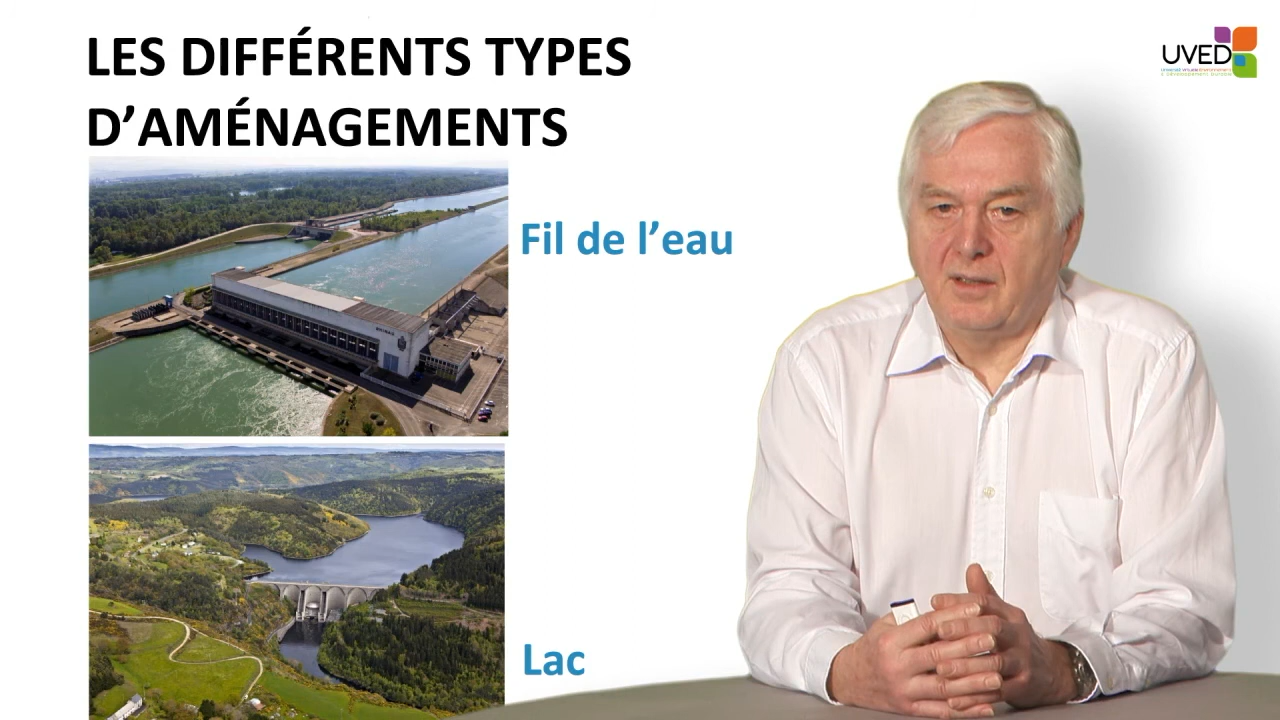 LES DIFFÉRENTS TYPES
D’AMÉNAGEMENTS
UVED
Fil de l’eau
Lac